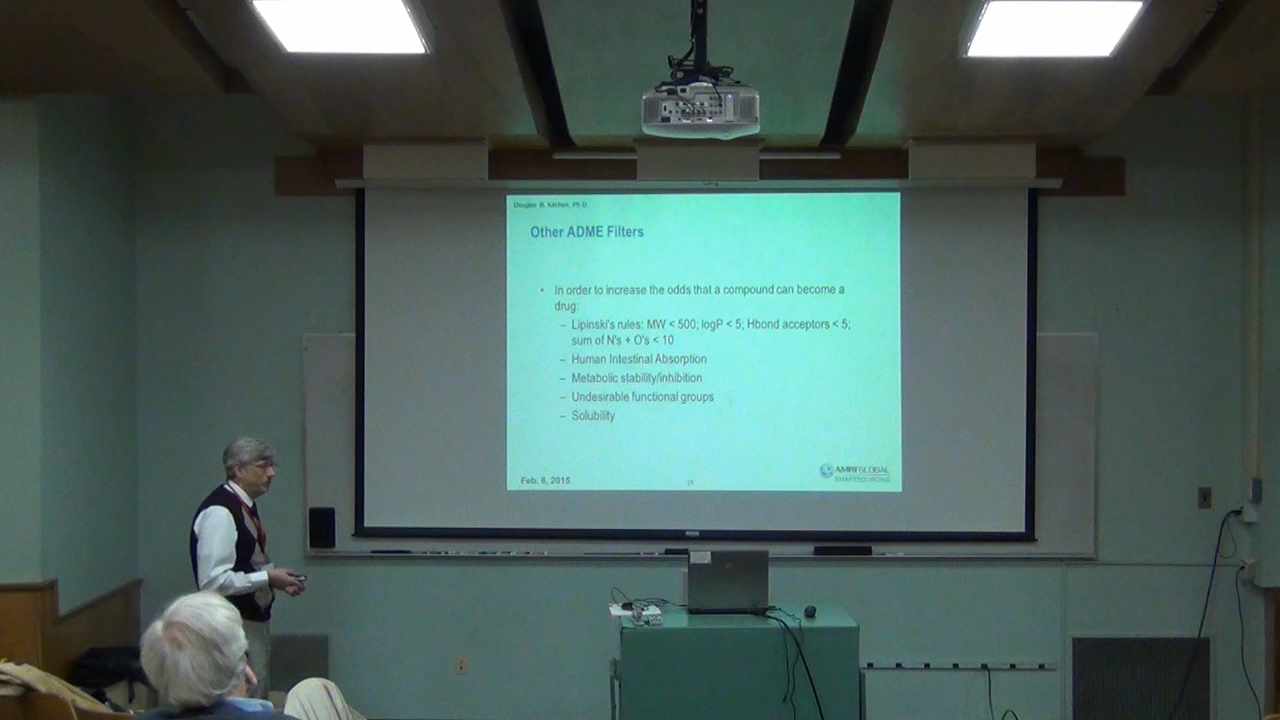 Douglas B. Kitchen, Ph.D.
Other ADME Filters
• In order to increase the odds that a compound can become a
drug:
– Lipinski's rules: MW < 500; logP < 5; Hbond acceptors < 5;
sum of N's + O's < 10
– Human Intestinal Absorption
– Metabolic stability/inhibition
– Undesirable functional groups
– Solubility
AMRI GLOBAL
SMARTSOURCING
Feb. 6, 2015